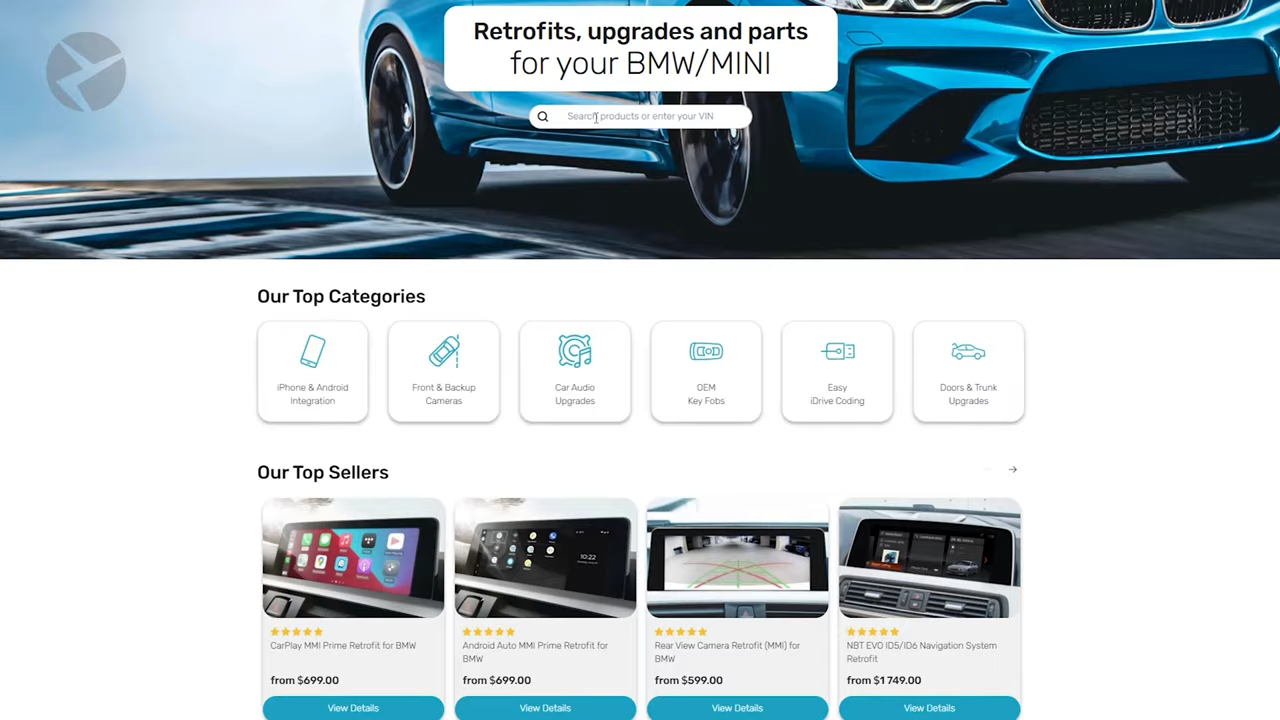 Retrofits, upgrades and parts
for your BMW/MINI
Search products or enter your VIN
Our Top Categories
iPhone & Android
Integration
Front & Backup
Cameras
Car Audio
Upgrades
OEM
Key Fobs
Easy
iDrive Coding
Doors & Trunk
Upgrades
Our Top Sellers
10:22
CarPlay MMI Prime Retrofit for BMW
from $699.00
View Details
Android Auto MMI Prime Retrofit for
BMW
from $699.00
View Details
Rear View Camera Retrofit (MMI) for
BMW
from $599.00
View Details
NBT EVO ID5/ID6 Navigation System
Retrofit
from $1 749.00
View Details